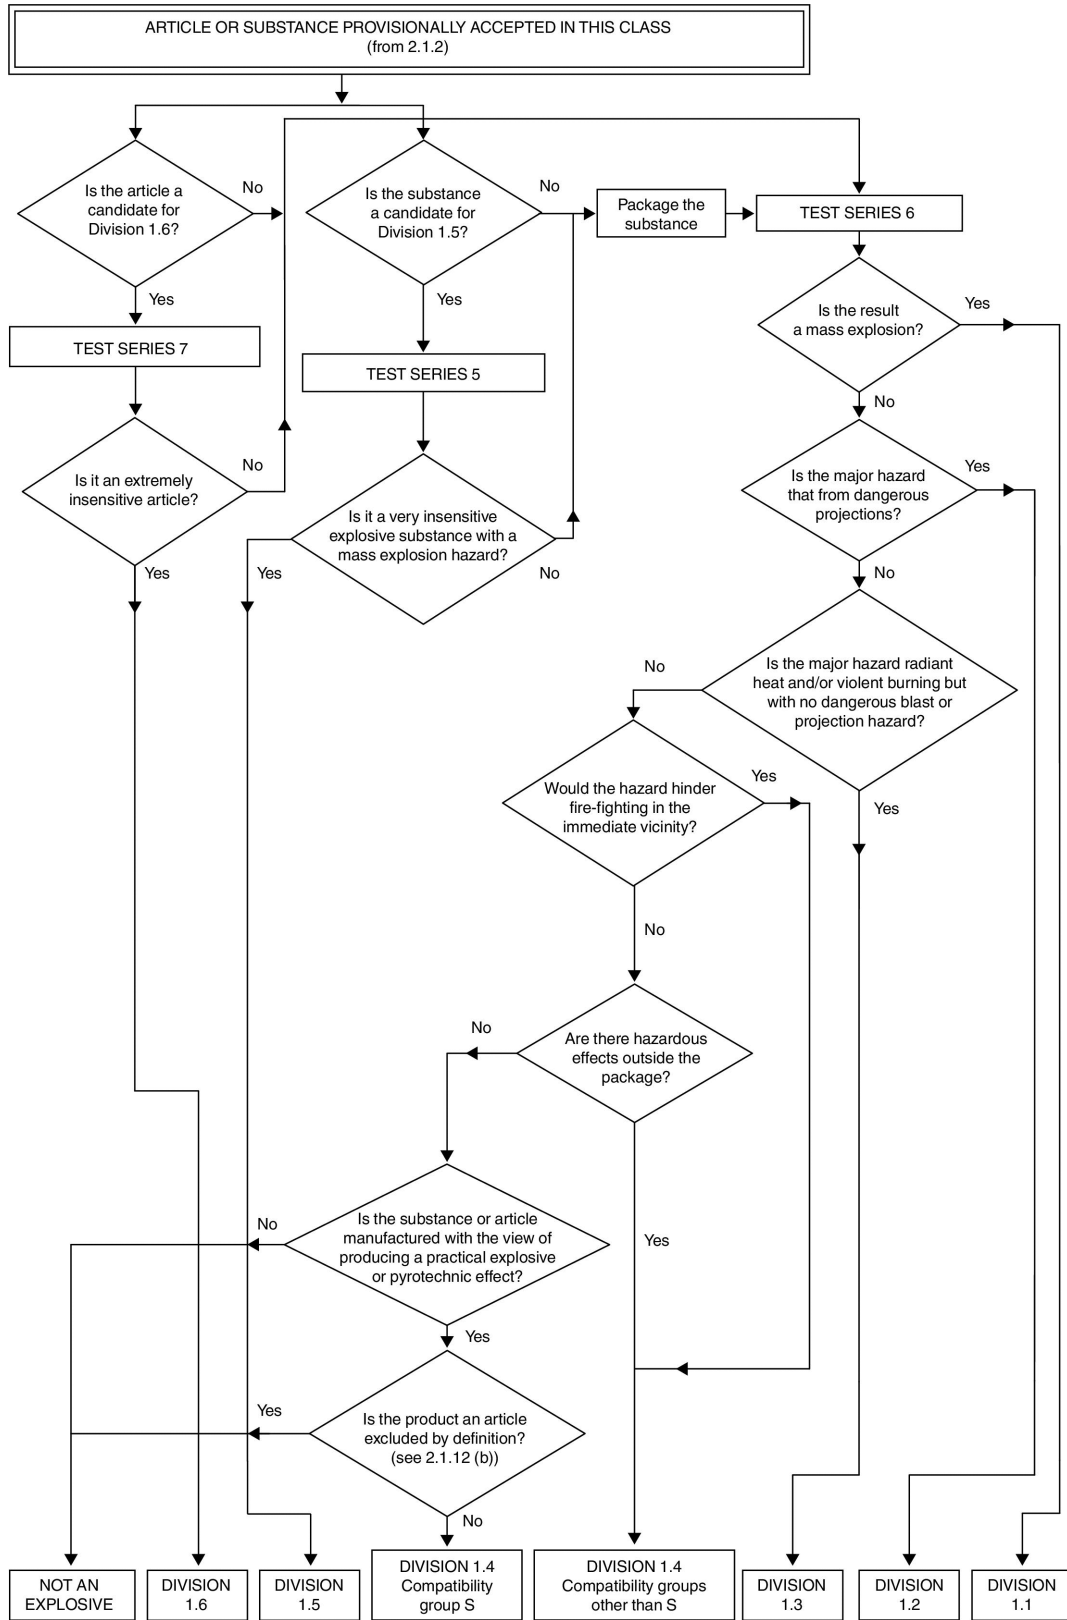 ARTICLE OR SUBSTANCE PROVISIONALLY ACCEPTED IN THIS CLASS
(from 2.1.2)
Is the article a
candidate for
Division 1.6?
No
Yes
Is the substance
a candidate for
Division 1.5?
No
Yes
Package the
substance
TEST SERIES 6
Is the result
a mass explosion?
Yes
No
TEST SERIES 7
TEST SERIES 5
Is it an extremely
insensitive article?
No
Yes
Is it a very insensitive
explosive substance with a
mass explosion hazard?
Yes
No
Is the major hazard
that from dangerous
projections?
Yes
No
Is the major hazard radiant
heat and/or violent burning but
with no dangerous blast or
projection hazard?
No
Yes
Would the hazard hinder
fire-fighting in the
immediate vicinity?
Yes
No
Are there hazardous
effects outside the
package?
No
Yes
Is the substance or article
manufactured with the view of
producing a practical explosive
or pyrotechnic effect?
No
Yes
Is the product an article
excluded by definition?
(see 2.1.12 (b))
Yes
No
NOT AN
EXPLOSIVE
DIVISION
1.6
DIVISION
1.5
DIVISION 1.4
Compatibility
group S
DIVISION 1.4
Compatibility groups
other than S
DIVISION
1.3
DIVISION
1.2
DIVISION
1.1